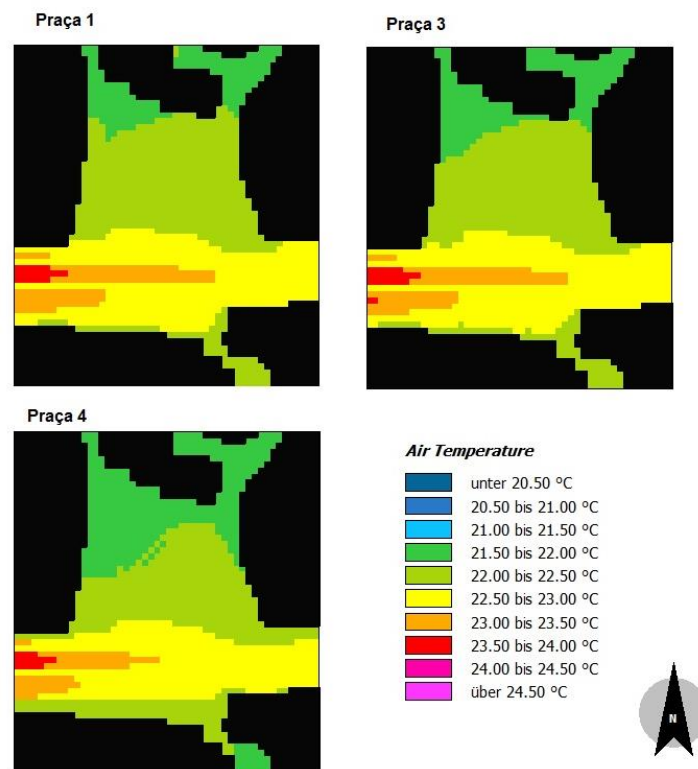 Praça 1
Praça 3
Praça 4
Air Temperature
unter 20.50 °C
20.50 bis 21.00 °C
21.00 bis 21.50 °C
21.50 bis 22.00 °C
22.00 bis 22.50 °C
22.50 bis 23.00 °C
23.00 bis 23.50 °C
23.50 bis 24.00 °C
24.00 bis 24.50 °C
über 24.50 °C
N